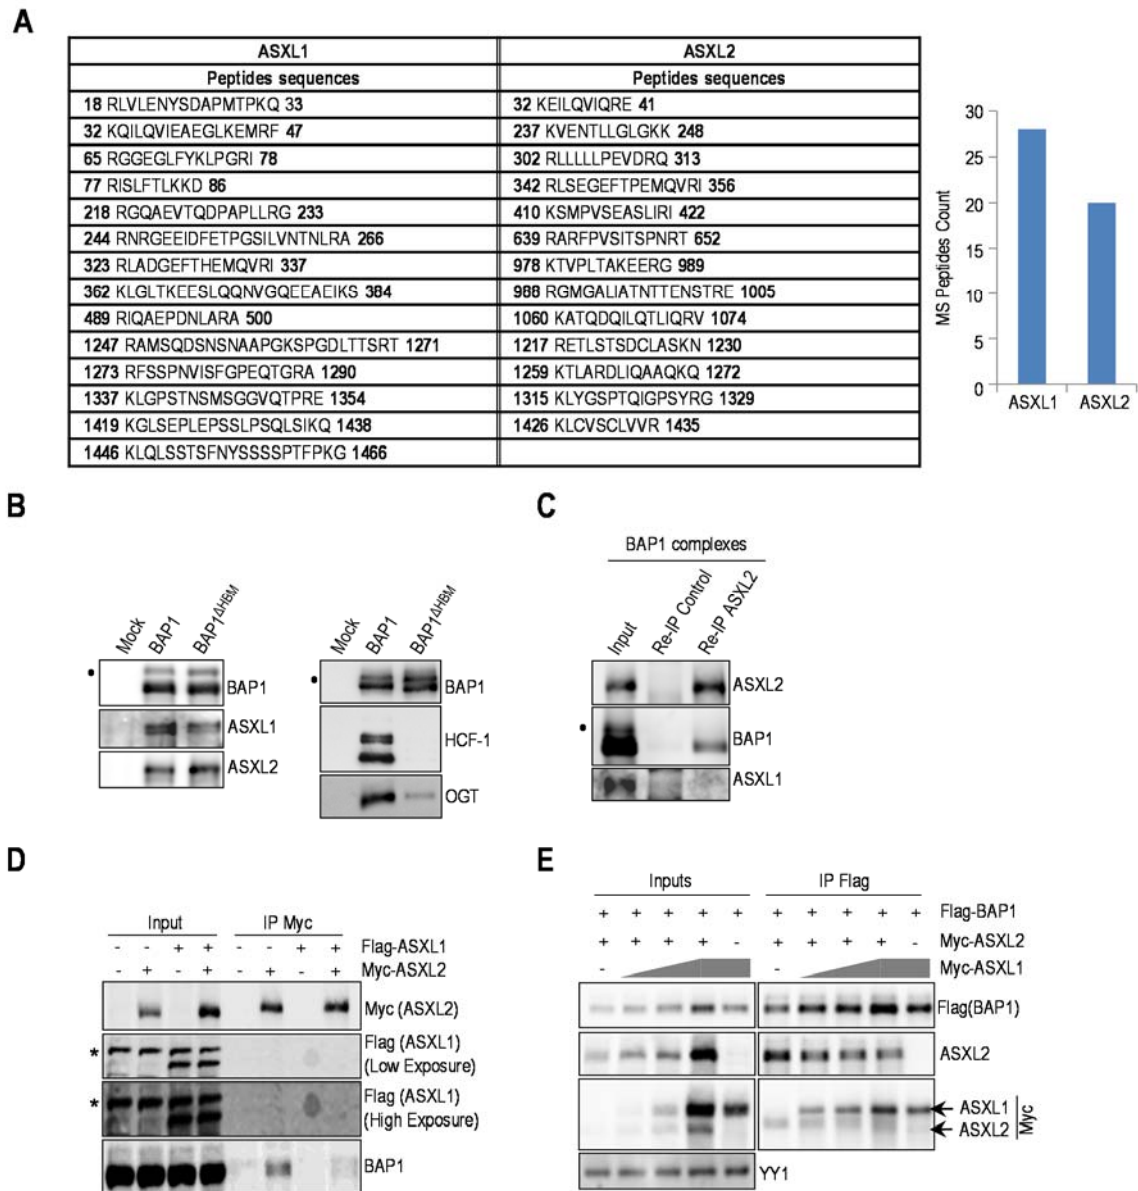 A
ASXL1 ASXL2
Peptides sequences Peptides sequences
18 RLVLENYSDAPMTPKQ 33 32 KEILQVIQRE 41
32 KQILQVIEAEGLKEMRF 47 237 KVENTLLGLGKK 248
65 RGGEGLFYKLPGRI 78 302 RLLLLLPEVDRQ 313
77 RISLFTLKKD 86 342 RLSEGEFTPEMQVRI 356
218 RGQAEVTQDPAPLLRG 233 410 KSMPVSEASLIRI 422
244 RNRGEEIDFETPGSILVNTNLRA 266 639 RARFPVSITSPNRT 652
323 RLADGEFTHEMQVRI 337 978 KTVPLTAKEERG 989
362 KLGLTKEESLQQNVGQEEAEIKS 384 988 RGMGALIATNTTENSTRE 1005
489 RIQAEPDNLARA 500 1060 KATQDQILQTLIQRV 1074
1247 RAMSQDSNSNAAPGKSPGDLTTSRT 1271 1217 RETLSTSDCLASKN 1230
1273 RFSSPNVISFGPEQTGRA 1290 1259 KTLARDLIQAAQKQ 1272
1337 KLGPSTNSMSGGVQTPRE 1354 1315 KLYGSPTQIGPSYRG 1329
1419 KGLSEPLEPSSLPSQLSIKQ 1438 1426 KLCVSCLVVR 1435
1446 KLQLSSTSFNYSSSSPTFPKG 1466
MS Peptides Count
30
25
20
15
10
5
0
ASXL1 ASXL2
B
Mock BAP1 BAP1ΔHBM
• BAP1
ASXL1
ASXL2
Mock BAP1 BAP1ΔHBM
• BAP1
HCF-1
OGT
C
BAP1 complexes
Input Re-IP Control Re-IP ASXL2
ASXL2
• BAP1
ASXL1
D
Input IP Myc
- - + + - - + + Flag-ASXL1
- + - + - + - + Myc-ASXL2
Myc (ASXL2)
* Flag (ASXL1)
(Low Exposure)
* Flag (ASXL1)
(High Exposure)
BAP1
E
Inputs IP Flag
+ + + + + + + + + + Flag-BAP1
+ + + + - + + + + - Myc-ASXL2
- - Myc-ASXL1
Flag(BAP1)
ASXL2
ASXL1
ASXL2
Myc
YY1